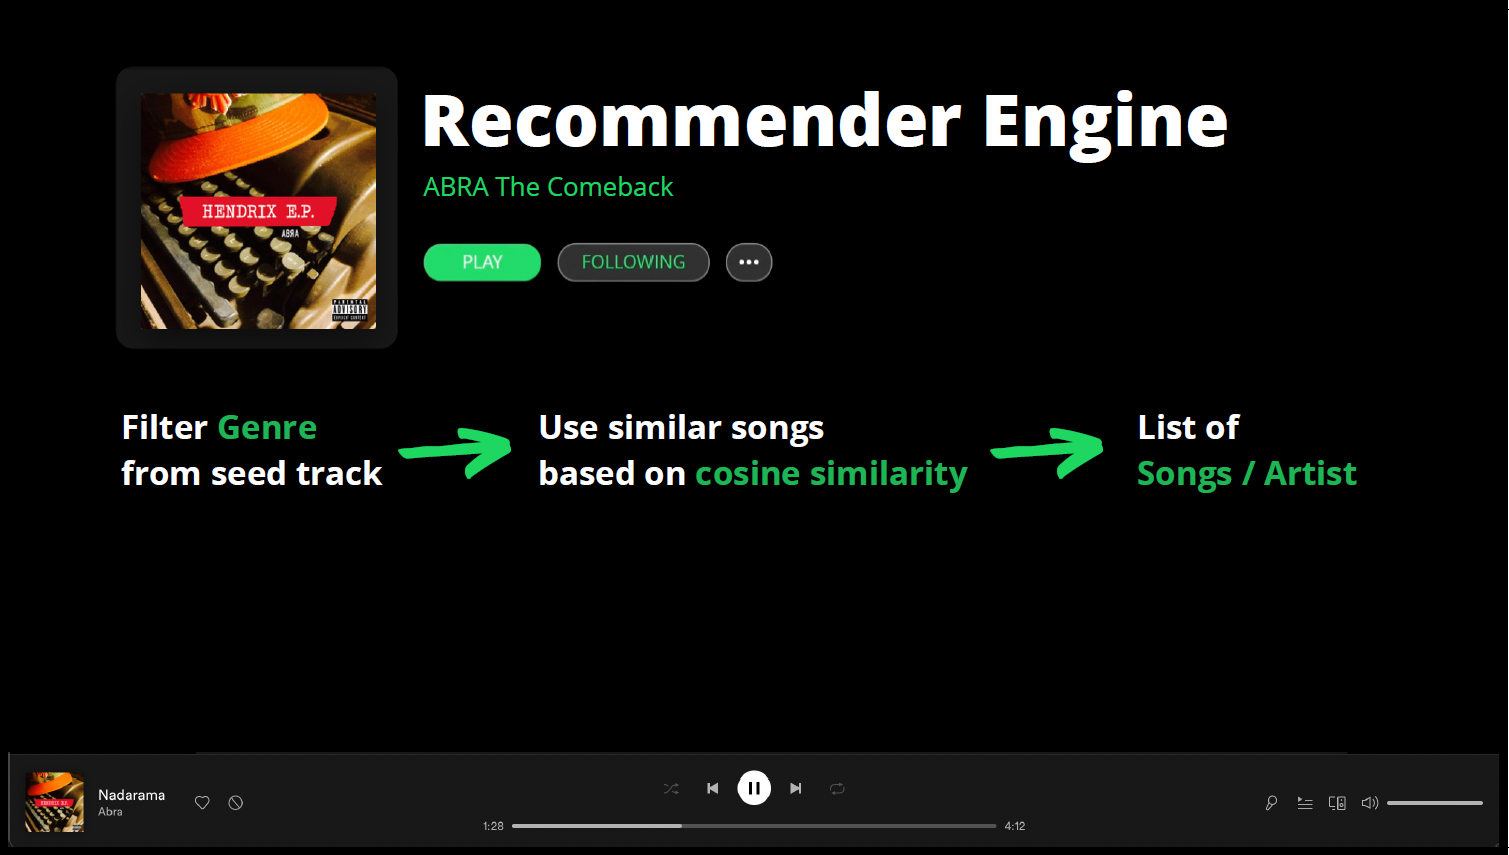 Recommender Engine
ABRA The Comeback
HENDRIX E.P.
ABRA
PARENTAL
ADVISORY
EXPLICIT CONTENT
PLAY
FOLLOWING
Filter Genre
from seed track
Use similar songs
based on cosine similarity
List of
Songs / Artist
HENDRIX E.P.
Nadarama
Abra
1:28
4:12